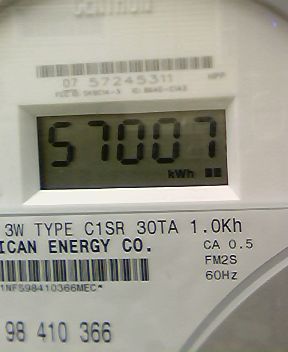 07 57245311
57007
kWh
3W TYPE C1SR 30TA 1.0Kh
ICAN ENERGY CO.
CA 0.5
FM2S
60Hz
1NFS98410366MEC*
98 410 366